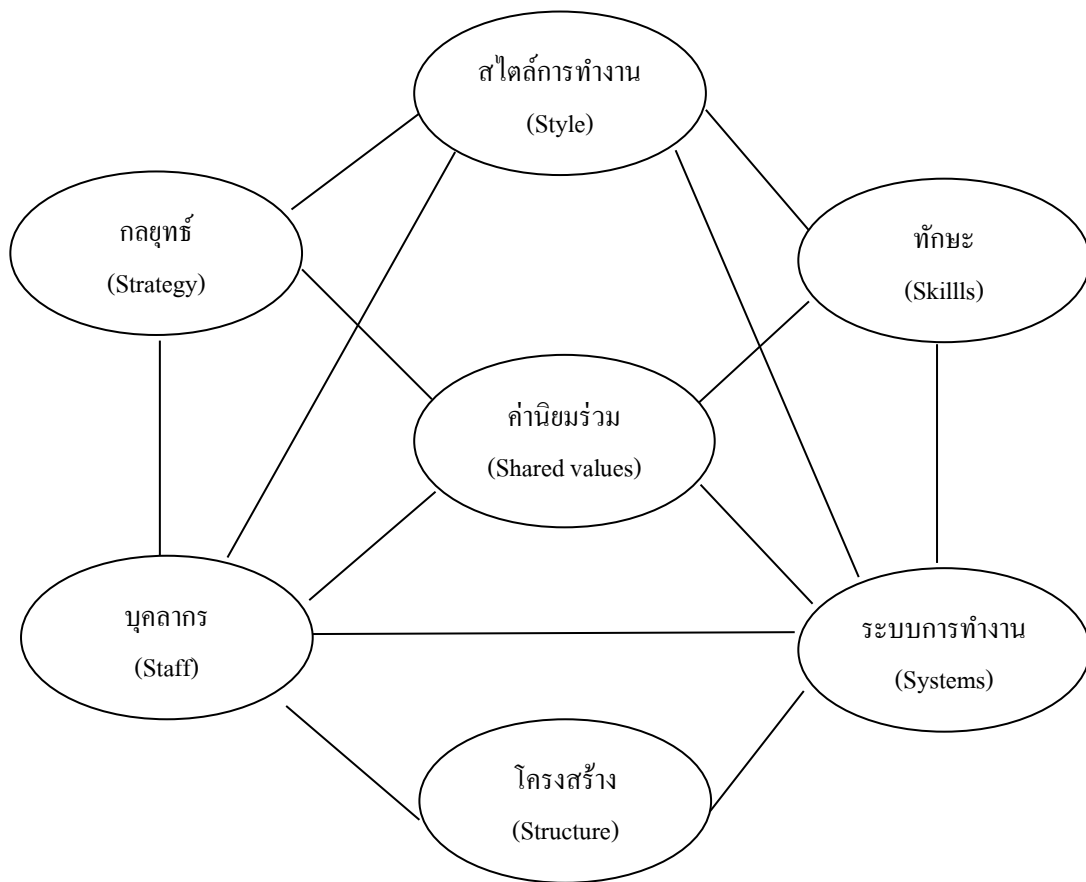 สไตล์การทำงาน
(Style)
กลยุทธ์
(Strategy)
ทักษะ
(Skillls)
ค่านิยมร่วม
(Shared values)
บุคลากร
(Staff)
ระบบการทำงาน
(Systems)
โครงสร้าง
(Structure)